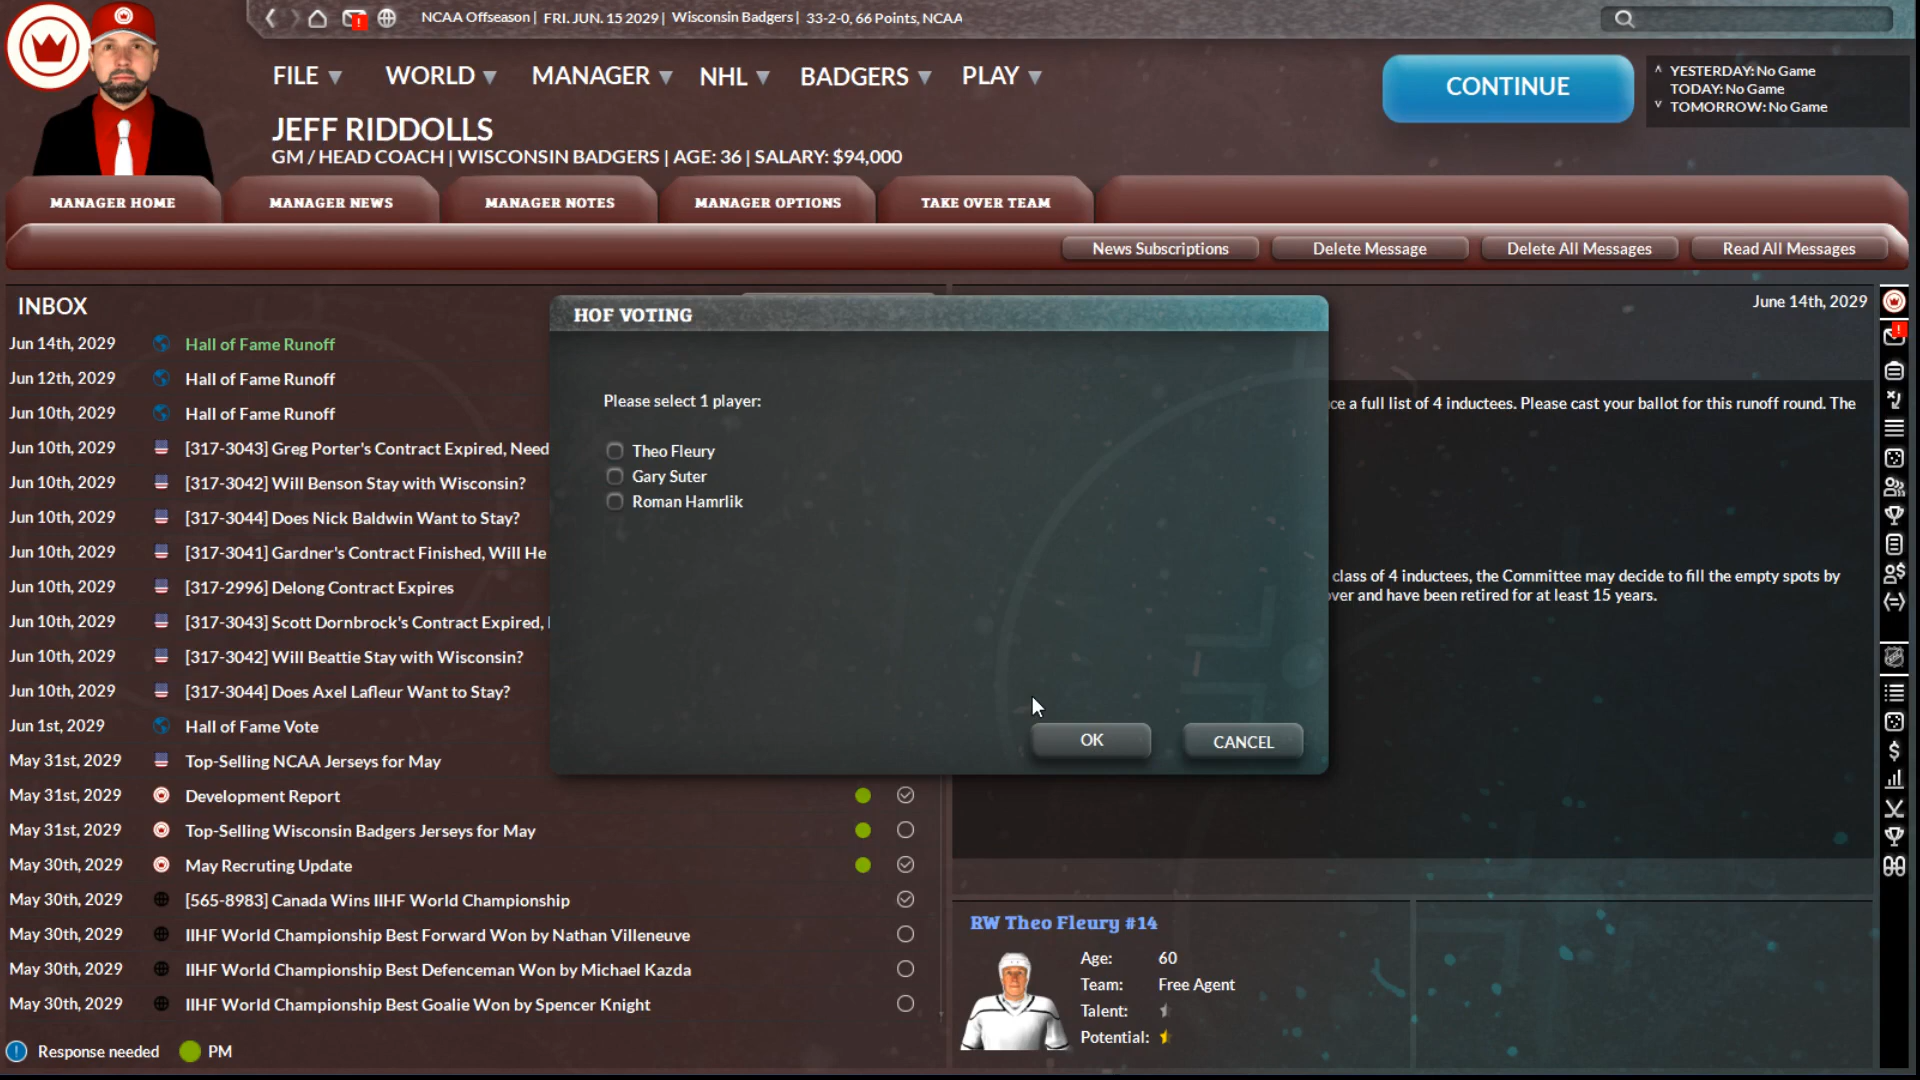 NCAA Offseason | FRI. JUN. 15 2029 | Wisconsin Badgers | 33-2-0, 66 Points, NCAA
FILE WORLD MANAGER NHL BADGERS PLAY
CONTINUE
YESTERDAY: No Game
TODAY: No Game
TOMORROW: No Game
JEFF RIDDOLLS
GM / HEAD COACH | WISCONSIN BADGERS | AGE: 36 | SALARY: $94,000
MANAGER HOME MANAGER NEWS MANAGER NOTES MANAGER OPTIONS TAKE OVER TEAM
News Subscriptions Delete Message Delete All Messages Read All Messages
INBOX
Jun 14th, 2029 Hall of Fame Runoff
Jun 12th, 2029 Hall of Fame Runoff
Jun 10th, 2029 Hall of Fame Runoff
Jun 10th, 2029 [317-3043] Greg Porter's Contract Expired, Need
Jun 10th, 2029 [317-3042] Will Benson Stay with Wisconsin?
Jun 10th, 2029 [317-3044] Does Nick Baldwin Want to Stay?
Jun 10th, 2029 [317-3041] Gardner's Contract Finished, Will He
Jun 10th, 2029 [317-2996] Delong Contract Expires
Jun 10th, 2029 [317-3043] Scott Dornbrock's Contract Expired,
Jun 10th, 2029 [317-3042] Will Beattie Stay with Wisconsin?
Jun 10th, 2029 [317-3044] Does Axel Lafleur Want to Stay?
Jun 1st, 2029 Hall of Fame Vote
May 31st, 2029 Top-Selling NCAA Jerseys for May
May 31st, 2029 Development Report
May 31st, 2029 Top-Selling Wisconsin Badgers Jerseys for May
May 30th, 2029 May Recruting Update
May 30th, 2029 [565-8983] Canada Wins IIHF World Championship
May 30th, 2029 IIHF World Championship Best Forward Won by Nathan Villeneuve
May 30th, 2029 IIHF World Championship Best Defenceman Won by Michael Kazda
May 30th, 2029 IIHF World Championship Best Goalie Won by Spencer Knight
Response needed PM
HOF VOTING
Please select 1 player:
Theo Fleury
Gary Suter
Roman Hamrlik
OK CANCEL
June 14th, 2029
ce a full list of 4 inductees. Please cast your ballot for this runoff round. The
class of 4 inductees, the Committee may decide to fill the empty spots by
ver and have been retired for at least 15 years.
RW Theo Fleury #14
Age: 60
Team: Free Agent
Talent:
Potential: